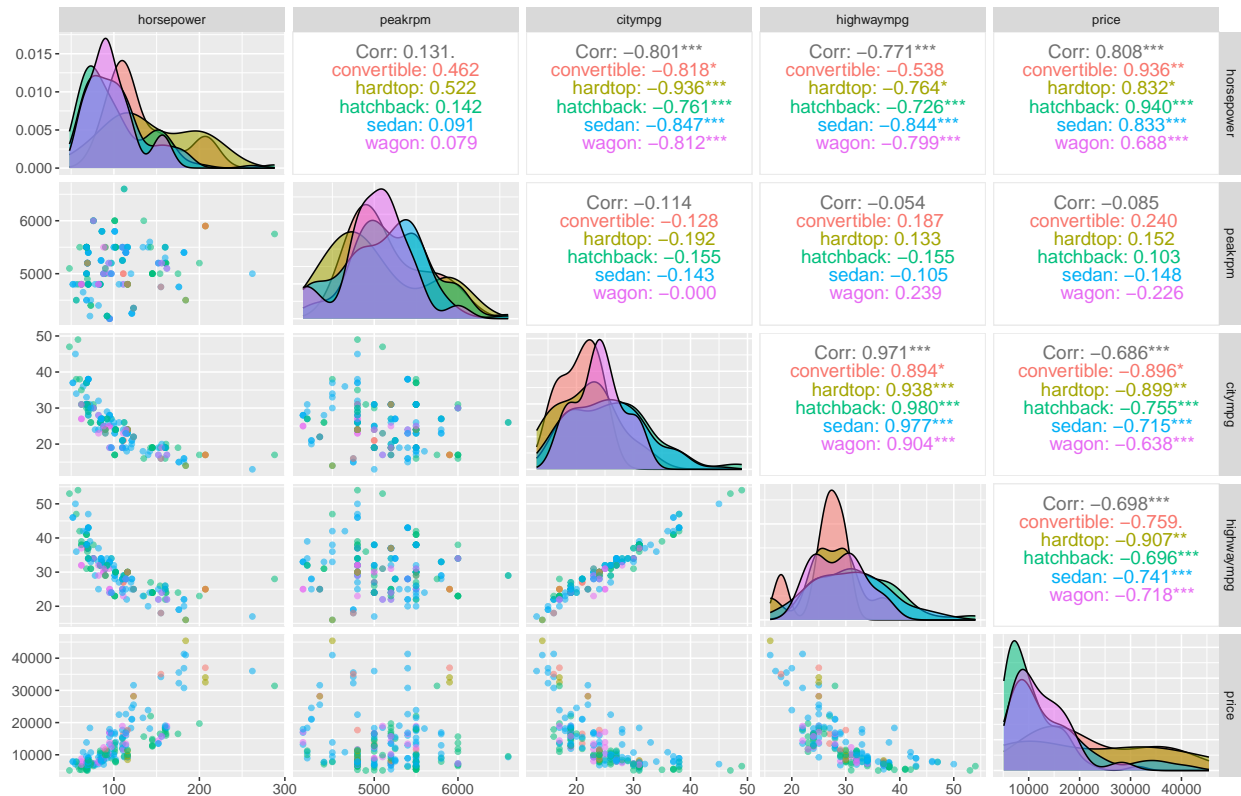 horsepower
peakrpm
citympg
highwaympg
price
0.015
0.010
0.005
0.000
Corr: 0.131.
convertible: 0.462
hardtop: 0.522
hatchback: 0.142
sedan: 0.091
wagon: 0.079
Corr: −0.801***
convertible: −0.818*
hardtop: −0.936***
hatchback: −0.761***
sedan: −0.847***
wagon: −0.812***
Corr: −0.771***
convertible: −0.538
hardtop: −0.764*
hatchback: −0.726***
sedan: −0.844***
wagon: −0.799***
Corr: 0.808***
convertible: 0.936**
hardtop: 0.832*
hatchback: 0.940***
sedan: 0.833***
wagon: 0.688***
horsepower
6000
5000
Corr: −0.114
convertible: −0.128
hardtop: −0.192
hatchback: −0.155
sedan: −0.143
wagon: −0.000
Corr: −0.054
convertible: 0.187
hardtop: 0.133
hatchback: −0.155
sedan: −0.105
wagon: 0.239
Corr: −0.085
convertible: 0.240
hardtop: 0.152
hatchback: 0.103
sedan: −0.148
wagon: −0.226
peakrpm
50
40
30
20
Corr: 0.971***
convertible: 0.894*
hardtop: 0.938***
hatchback: 0.980***
sedan: 0.977***
wagon: 0.904***
Corr: −0.686***
convertible: −0.896*
hardtop: −0.899**
hatchback: −0.755***
sedan: −0.715***
wagon: −0.638***
citympg
50
40
30
20
Corr: −0.698***
convertible: −0.759.
hardtop: −0.907**
hatchback: −0.696***
sedan: −0.741***
wagon: −0.718***
highwaympg
40000
30000
20000
10000
price
100 200 300
5000 6000
20 30 40 50
20 30 40 50
10000 20000 30000 40000